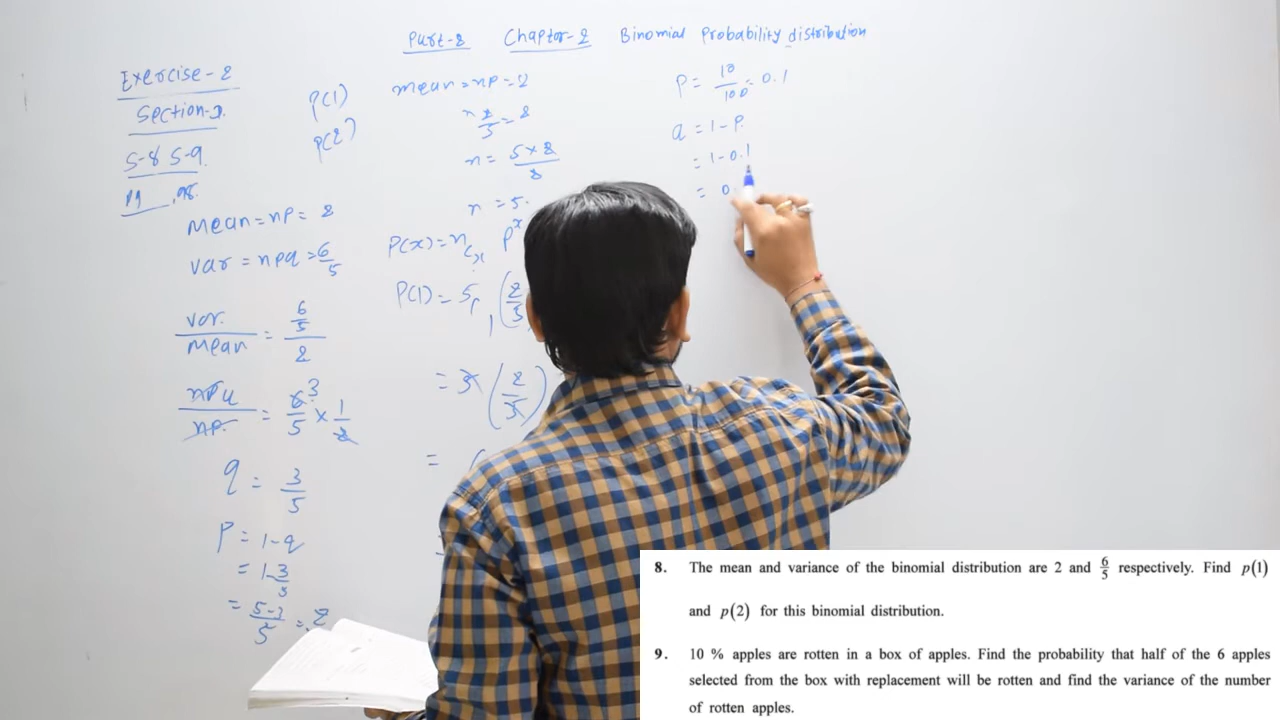 Part-2 Chapter-2 Binomial Probability distribution
Exercise-2
Section-
S-8 S-9
P(1)
P(2)
Mean = np = 2
var = npq = 6/5
var. / Mean = 6/5 / 2
npq / np = 6/5 3 × 1/2
q = 3/5
P = 1-q
= 1-3/5
= 5-3/5 = 2
mean = np = 2
n 2/5 = 2
n = 5×2/2
n = 5.
P(x) = nCx p^x
P(1) = 5C1 (2/5
= 5 (2/5)
=
P = 10/100 = 0.1
q = 1-P.
= 1-0.1
= 0.
8. The mean and variance of the binomial distribution are 2 and 6/5 respectively. Find p(1)
and p(2) for this binomial distribution.
9. 10 % apples are rotten in a box of apples. Find the probability that half of the 6 apples
selected from the box with replacement will be rotten and find the variance of the number
of rotten apples.